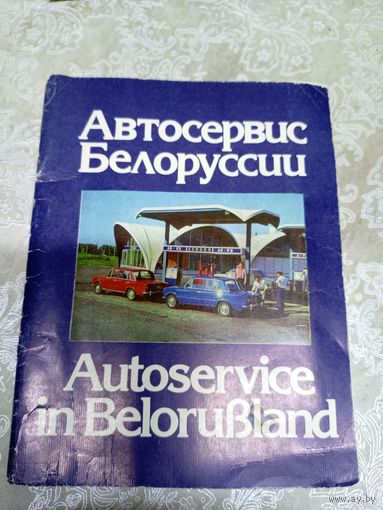 Автосервис
Белоруссии
Autoservice
in Belorußland
www.ay.by